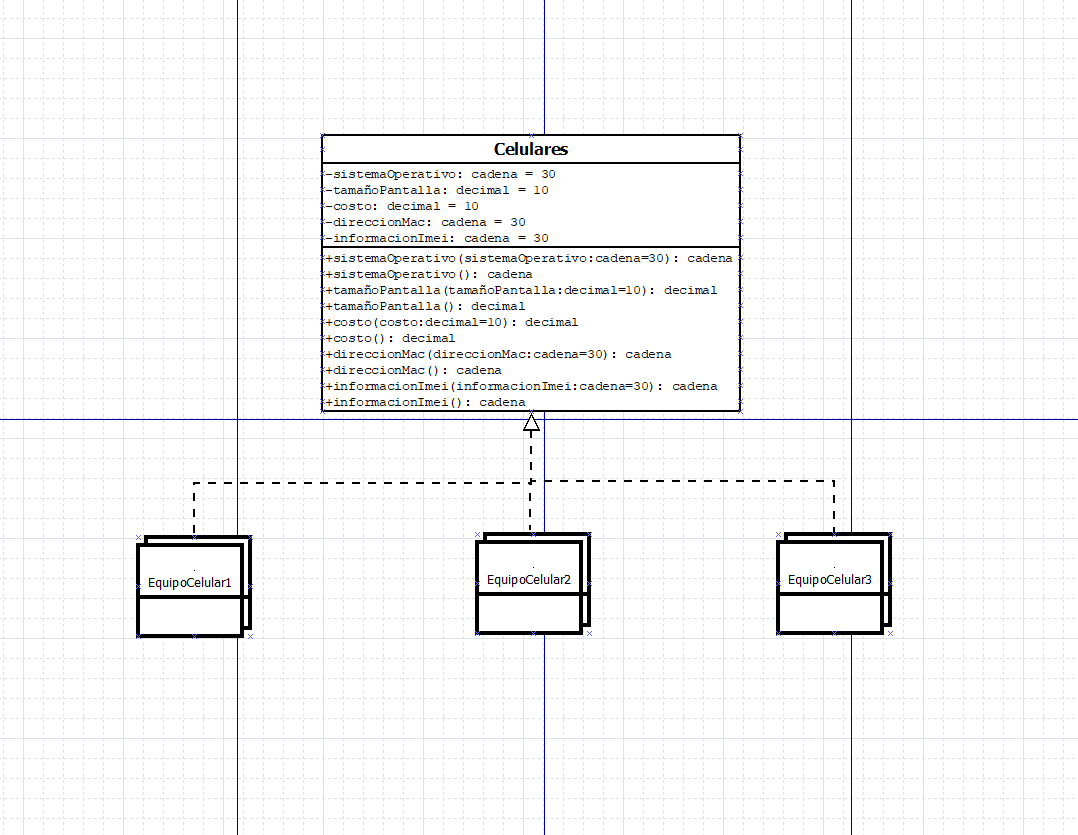 Celulares
-sistemaOperativo: cadena = 30
-tamañoPantalla: decimal = 10
-costo: decimal = 10
-direccionMac: cadena = 30
-informacionImei: cadena = 30
+sistemaOperativo(sistemaOperativo:cadena=30): cadena
+sistemaOperativo(): cadena
+tamañoPantalla(tamañoPantalla:decimal=10): decimal
+tamañoPantalla(): decimal
+costo(costo:decimal=10): decimal
+costo(): decimal
+direccionMac(direccionMac:cadena=30): cadena
+direccionMac(): cadena
+informacionImei(informacionImei:cadena=30): cadena
+informacionImei(): cadena
EquipoCelular1
EquipoCelular2
EquipoCelular3